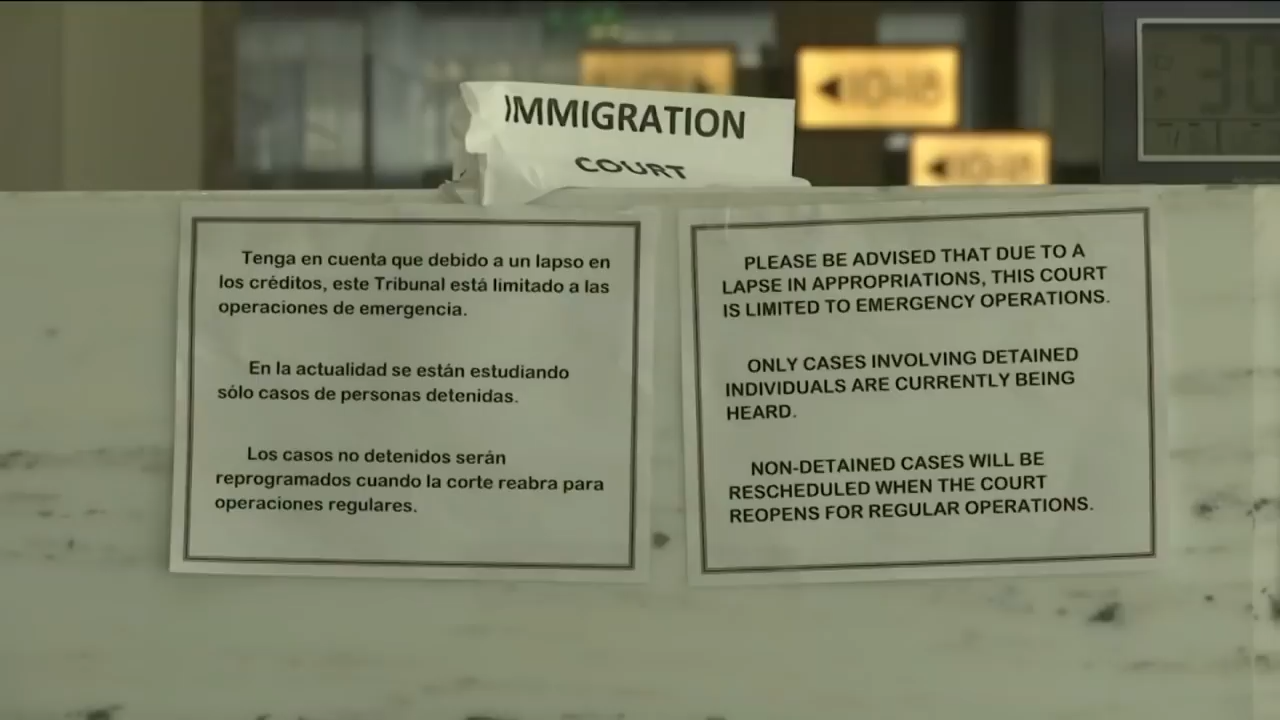 IMMIGRATION
COURT
Tenga en cuenta que debido a un lapso en
los créditos, este Tribunal está limitado a las
operaciones de emergencia.
En la actualidad se están estudiando
sólo casos de personas detenidas.
Los casos no detenidos serán
reprogramados cuando la corte reabra para
operaciones regulares.
PLEASE BE ADVISED THAT DUE TO A
LAPSE IN APPROPRIATIONS, THIS COURT
IS LIMITED TO EMERGENCY OPERATIONS.
ONLY CASES INVOLVING DETAINED
INDIVIDUALS ARE CURRENTLY BEING
HEARD.
NON-DETAINED CASES WILL BE
RESCHEDULED WHEN THE COURT
REOPENS FOR REGULAR OPERATIONS.